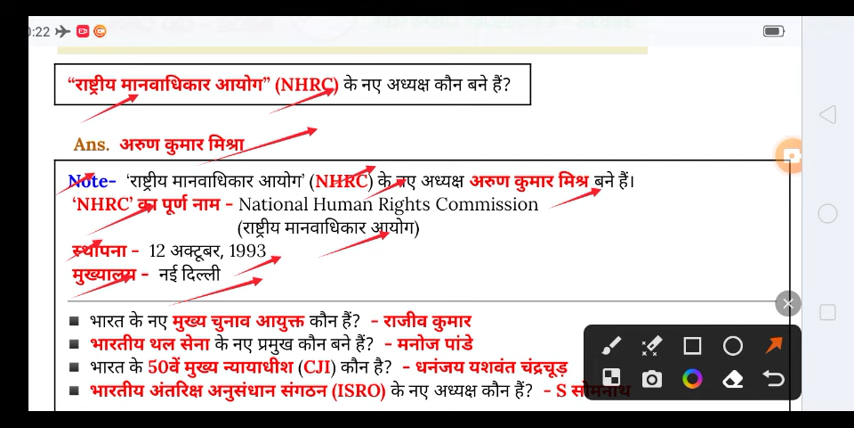 :22
“राष्ट्रीय मानवाधिकार आयोग” (NHRC) के नए अध्यक्ष कौन बने हैं?
Ans. अरुण कुमार मिश्रा
Note- ‘राष्ट्रीय मानवाधिकार आयोग’ (NHRC) के नए अध्यक्ष अरुण कुमार मिश्र बने हैं।
‘NHRC’ का पूर्ण नाम - National Human Rights Commission
(राष्ट्रीय मानवाधिकार आयोग)
स्थापना - 12 अक्टूबर, 1993
मुख्यालय - नई दिल्ली
भारत के नए मुख्य चुनाव आयुक्त कौन हैं? - राजीव कुमार
भारतीय थल सेना के नए प्रमुख कौन बने हैं? - मनोज पांडे
भारत के 50वें मुख्य न्यायाधीश (CJI) कौन है? - धनंजय यशवंत चंद्रचूड़
भारतीय अंतरिक्ष अनुसंधान संगठन (ISRO) के नए अध्यक्ष कौन हैं? - S सोमनाथ